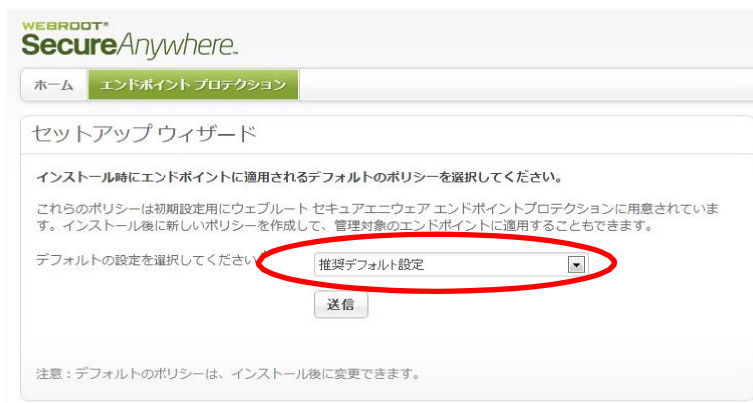 WEBROOT®
SecureAnywhere™
ホーム エンドポイント プロテクション
セットアップ ウィザード
インストール時にエンドポイントに適用されるデフォルトのポリシーを選択してください。
これらのポリシーは初期設定用にウェブルート セキュアエニウェア エンドポイントプロテクションに用意されていま
す。インストール後に新しいポリシーを作成して、管理対象のエンドポイントに適用することもできます。
デフォルトの設定を選択してください 推奨デフォルト設定
送信
注意：デフォルトのポリシーは、インストール後に変更できます。